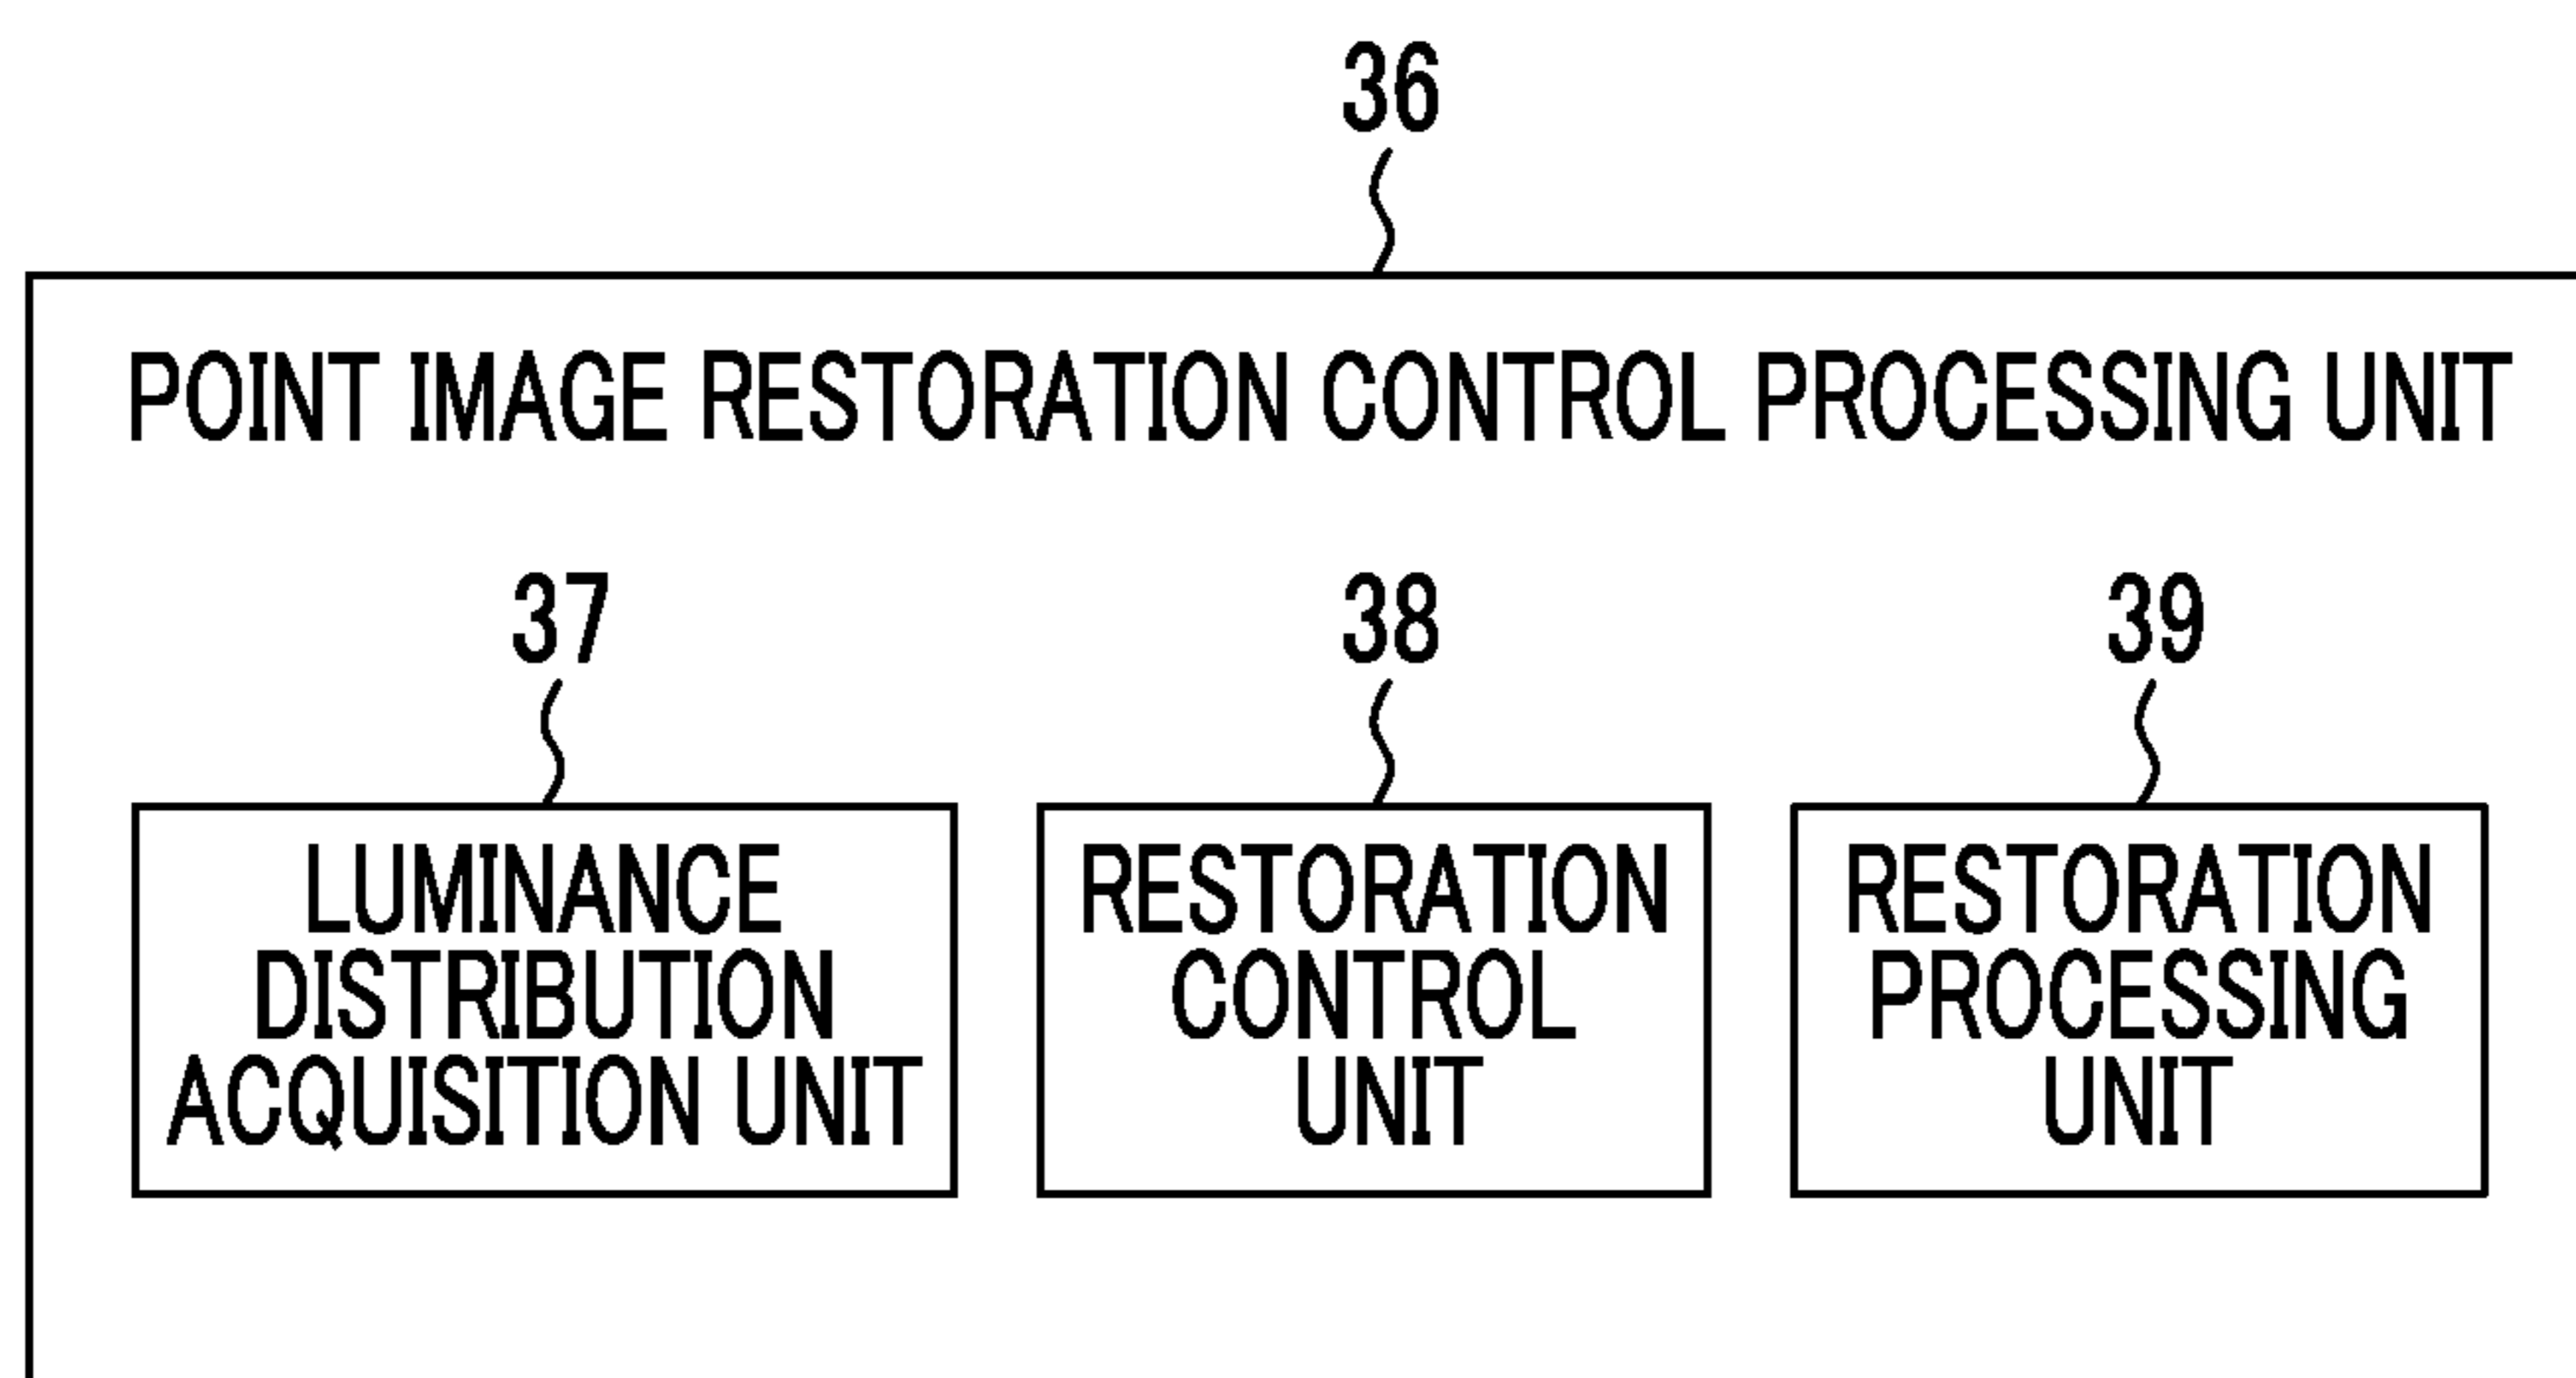 36
POINT IMAGE RESTORATION CONTROL PROCESSING UNIT
37
38
39
LUMINANCE
DISTRIBUTION
ACQUISITION UNIT
RESTORATION
CONTROL
UNIT
RESTORATION
PROCESSING
UNIT